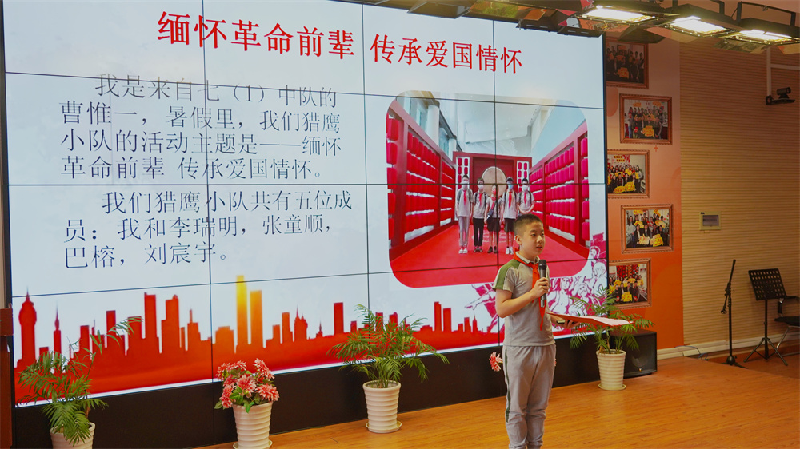 缅怀革命前辈 传承爱国情怀
我是来自七（1）中队的
曹惟一，暑假里，我们猎鹰
小队的活动主题是——缅怀
革命前辈 传承爱国情怀。
我们猎鹰小队共有五位成
员：我和李瑞明，张童顺，
巴榕，刘宸宇。